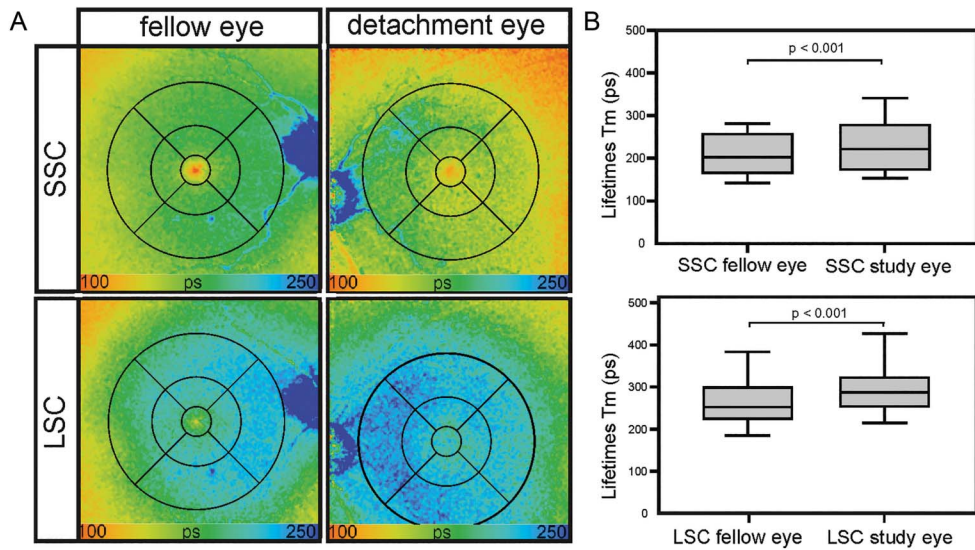 A
fellow eye
detachment eye
SSC
100
ps
250
100
ps
250
LSC
100
ps
250
100
ps
250
B
500
400
300
200
100
0
Lifetimes Tm (ps)
p < 0.001
SSC fellow eye
SSC study eye
500
400
300
200
100
0
Lifetimes Tm (ps)
p < 0.001
LSC fellow eye
LSC study eye